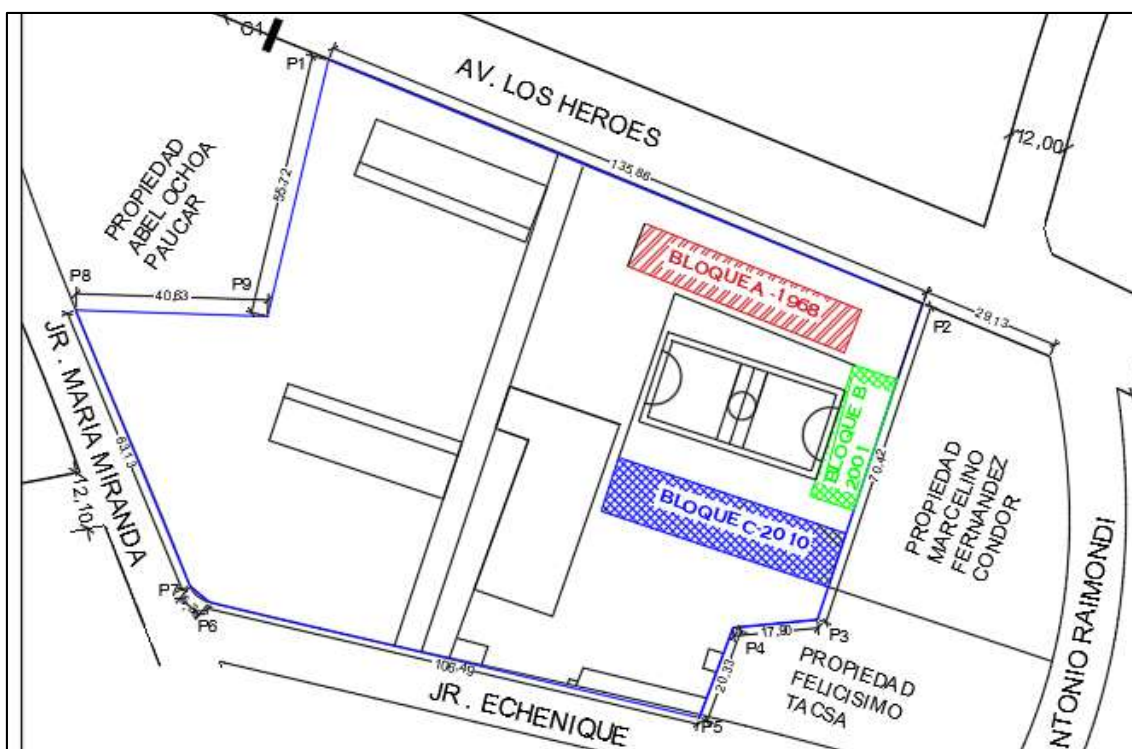 C1
P1
AV. LOS HEROES
135,86
12,00
PROPIEDAD
ABEL OCHOA
PAUCAR
55,72
P8
40,63
P9
BLOQUE A -1968
29,13
P2
JR. MARIA MIRANDA
63,13
12,10
BLOQUE B
2001
70,42
BLOQUE C-2010
PROPIEDAD
MARCELINO
FERNANDEZ
CONDOR
P7
P6
106,49
JR. ECHENIQUE
P3
17,90
P4
20,33
P5
PROPIEDAD
FELICISIMO
TACSA
NTONIO RAIMONDI